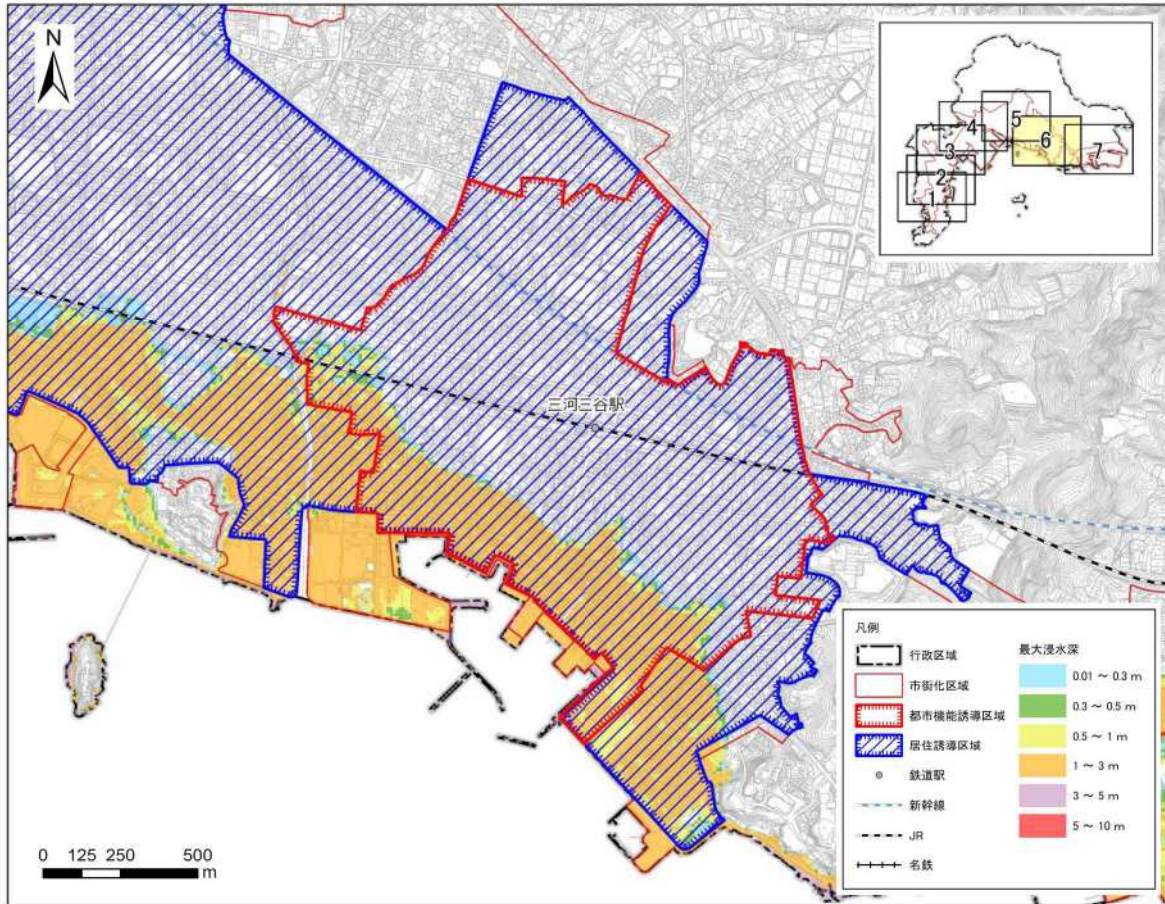 N
5
4
6
7
3
2
1
三河三谷駅
凡例
行政区域
市街化区域
都市機能誘導区域
居住誘導区域
鉄道駅
新幹線
JR
名鉄
最大浸水深
0.01 ～ 0.3 m
0.3 ～ 0.5 m
0.5 ～ 1 m
1 ～ 3 m
3 ～ 5 m
5 ～ 10 m
0 125 250 500
m